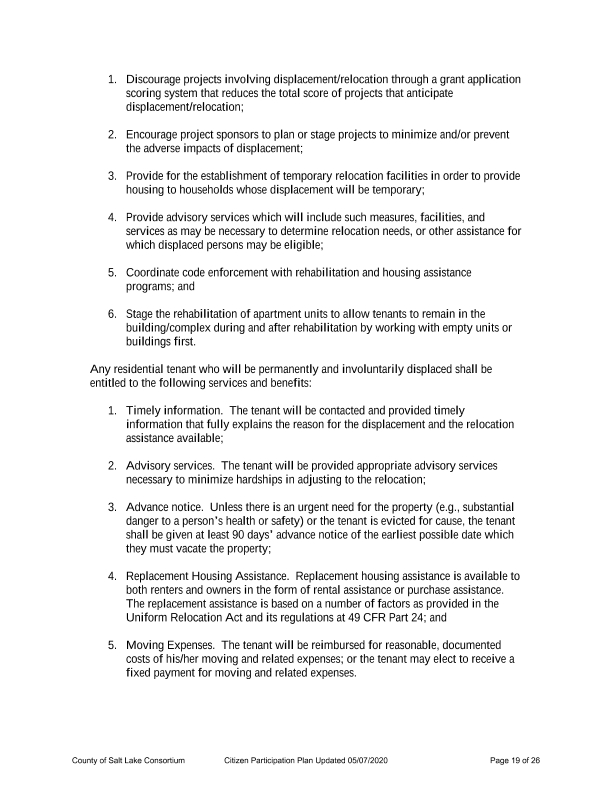 1. Discourage projects involving displacement/relocation through a grant application
scoring system that reduces the total score of projects that anticipate
displacement/relocation;
2. Encourage project sponsors to plan or stage projects to minimize and/or prevent
the adverse impacts of displacement;
3. Provide for the establishment of temporary relocation facilities in order to provide
housing to households whose displacement will be temporary;
4. Provide advisory services which will include such measures, facilities, and
services as may be necessary to determine relocation needs, or other assistance for
which displaced persons may be eligible;
5. Coordinate code enforcement with rehabilitation and housing assistance
programs; and
6. Stage the rehabilitation of apartment units to allow tenants to remain in the
building/complex during and after rehabilitation by working with empty units or
buildings first.
Any residential tenant who will be permanently and involuntarily displaced shall be
entitled to the following services and benefits:
1. Timely information. The tenant will be contacted and provided timely
information that fully explains the reason for the displacement and the relocation
assistance available;
2. Advisory services. The tenant will be provided appropriate advisory services
necessary to minimize hardships in adjusting to the relocation;
3. Advance notice. Unless there is an urgent need for the property (e.g., substantial
danger to a person's health or safety) or the tenant is evicted for cause, the tenant
shall be given at least 90 days' advance notice of the earliest possible date which
they must vacate the property;
4. Replacement Housing Assistance. Replacement housing assistance is available to
both renters and owners in the form of rental assistance or purchase assistance.
The replacement assistance is based on a number of factors as provided in the
Uniform Relocation Act and its regulations at 49 CFR Part 24; and
5. Moving Expenses. The tenant will be reimbursed for reasonable, documented
costs of his/her moving and related expenses; or the tenant may elect to receive a
fixed payment for moving and related expenses.
County of Salt Lake Consortium Citizen Participation Plan Updated 05/07/2020 Page 19 of 26